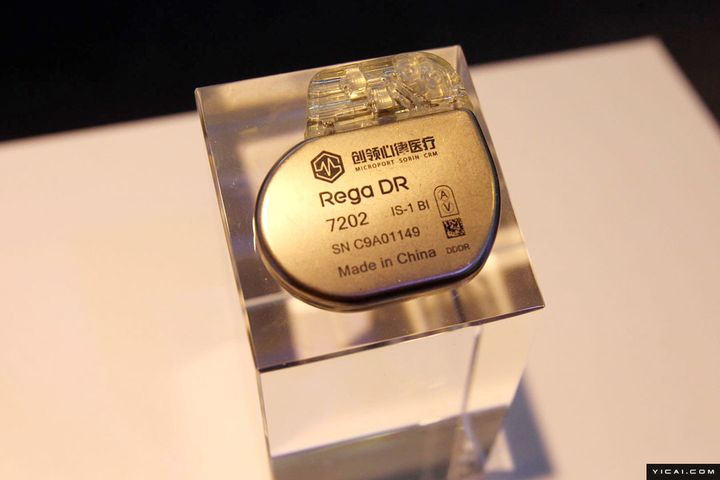 创领心律医疗
MICROPORT SORIN CRM
Rega DR
7202 IS-1 BI A V
SN C9A01149
Made in China DDDR
YICAI.COM